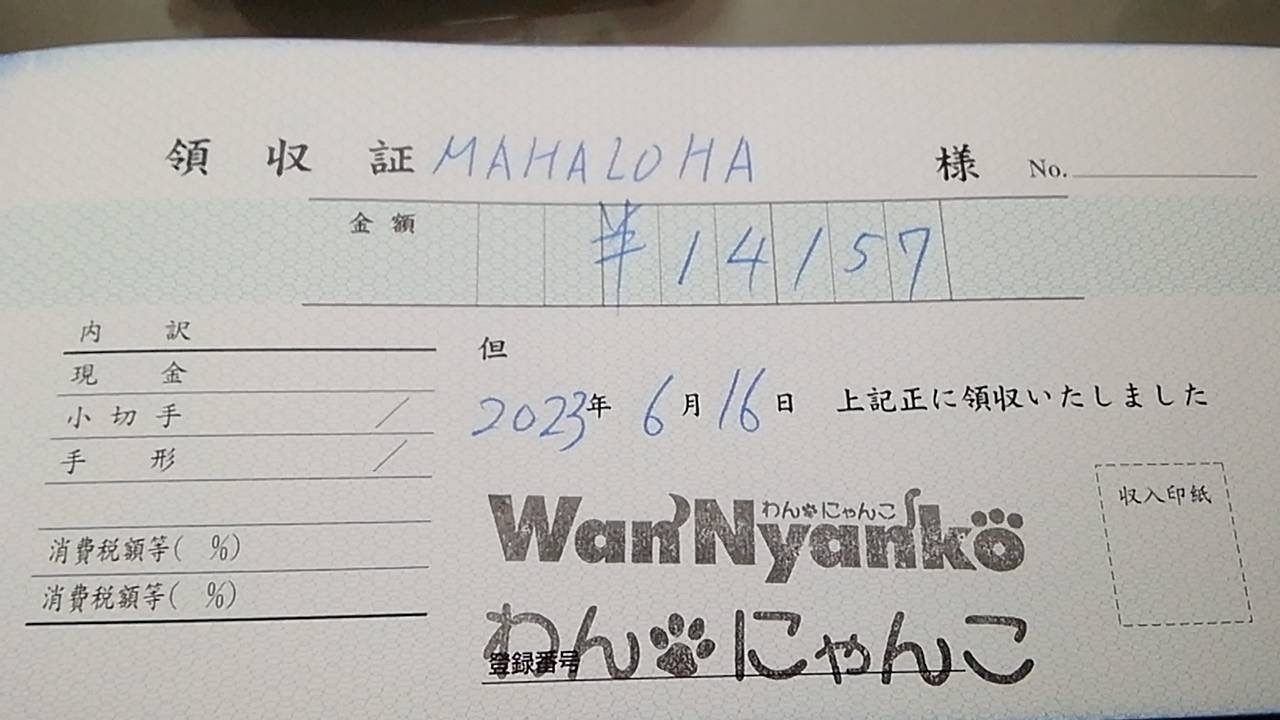 領収証 MAHALOHA 様 No.
金額 ¥14157
内訳
現金
小切手 /
手形 /
消費税額等( %)
消費税額等( %)
但
2023年 6月 16日 上記正に領収いたしました
収入印紙
わんにゃんこ
Wan'Nyanko
わんにゃんこ
登録番号